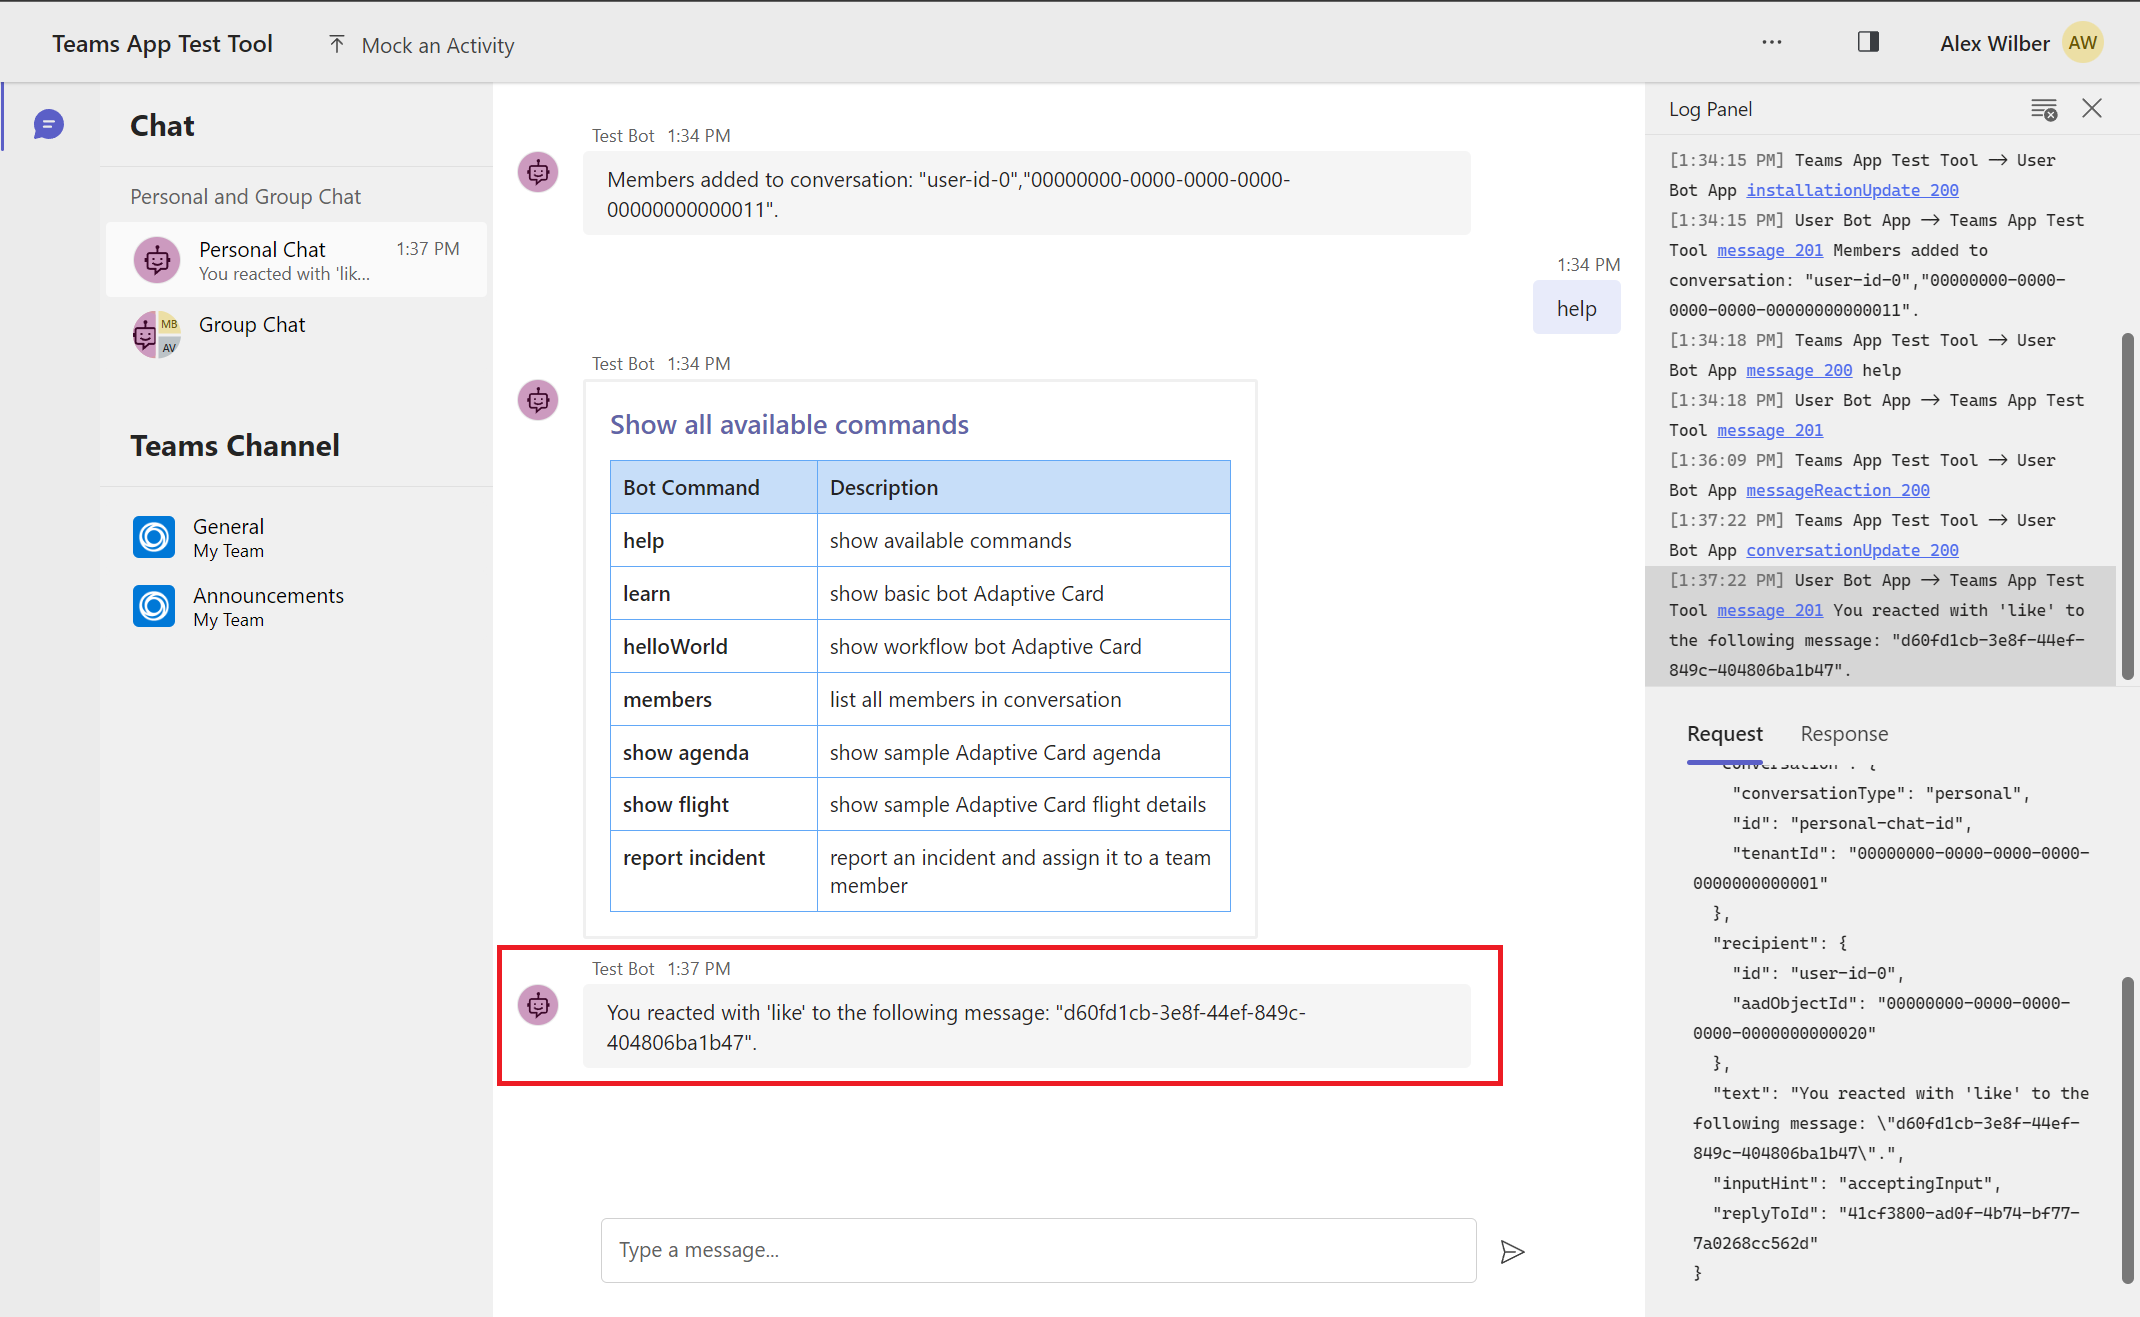 Teams App Test Tool
Mock an Activity
Alex Wilber
AW
Chat
Personal and Group Chat
Personal Chat
1:37 PM
You reacted with 'lik...
MB
AV
Group Chat
Teams Channel
General
My Team
Announcements
My Team
Test Bot 1:34 PM
Members added to conversation: "user-id-0","00000000-0000-0000-0000-
00000000000011".
1:34 PM
help
Test Bot 1:34 PM
Show all available commands
Bot Command Description
help show available commands
learn show basic bot Adaptive Card
helloWorld show workflow bot Adaptive Card
members list all members in conversation
show agenda show sample Adaptive Card agenda
show flight show sample Adaptive Card flight details
report incident report an incident and assign it to a team
member
Test Bot 1:37 PM
You reacted with 'like' to the following message: "d60fd1cb-3e8f-44ef-849c-
404806ba1b47".
Type a message...
Log Panel
[1:34:15 PM] Teams App Test Tool → User
Bot App installationUpdate 200
[1:34:15 PM] User Bot App → Teams App Test
Tool message 201 Members added to
conversation: "user-id-0","00000000-0000-
0000-0000-00000000000011".
[1:34:18 PM] Teams App Test Tool → User
Bot App message 200 help
[1:34:18 PM] User Bot App → Teams App Test
Tool message 201
[1:36:09 PM] Teams App Test Tool → User
Bot App messageReaction 200
[1:37:22 PM] Teams App Test Tool → User
Bot App conversationUpdate 200
[1:37:22 PM] User Bot App → Teams App Test
Tool message 201 You reacted with 'like' to
the following message: "d60fd1cb-3e8f-44ef-
849c-404806ba1b47".
Request Response
"conversation": {
"conversationType": "personal",
"id": "personal-chat-id",
"tenantId": "00000000-0000-0000-0000-
0000000000001"
},
"recipient": {
"id": "user-id-0",
"aadObjectId": "00000000-0000-0000-
0000-0000000000020"
},
"text": "You reacted with 'like' to the
following message: \"d60fd1cb-3e8f-44ef-
849c-404806ba1b47\".",
"inputHint": "acceptingInput",
"replyToId": "41cf3800-ad0f-4b74-bf77-
7a0268cc562d"
}